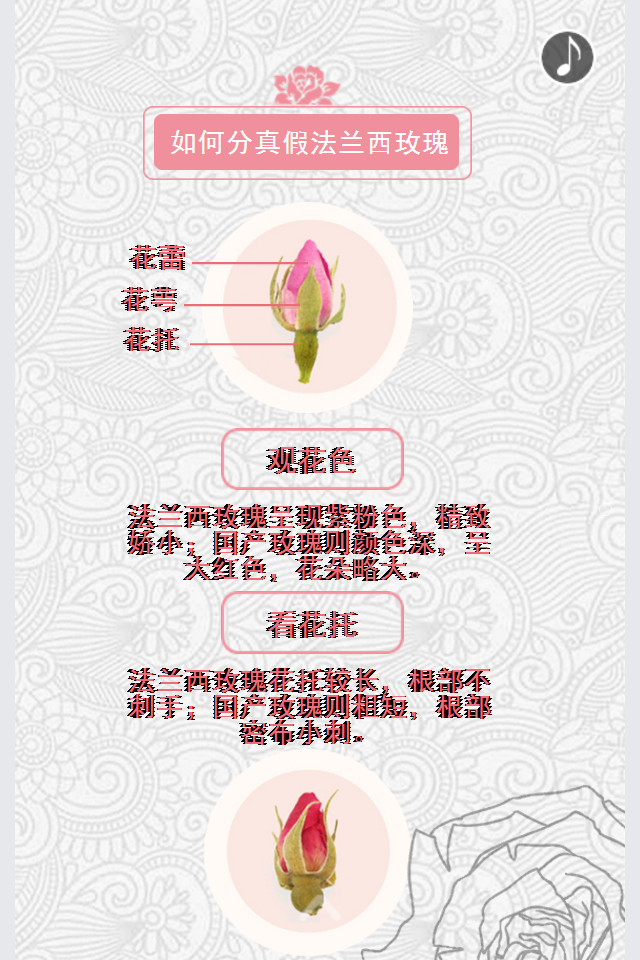 如何分真假法兰西玫瑰
花蕾
花萼
花托
观花色
法兰西玫瑰呈现紫粉色，精致
娇小；国产玫瑰则颜色深，呈
大红色，花朵略大。
看花托
法兰西玫瑰花托较长，根部不
刺手；国产玫瑰则粗短，根部
密布小刺。